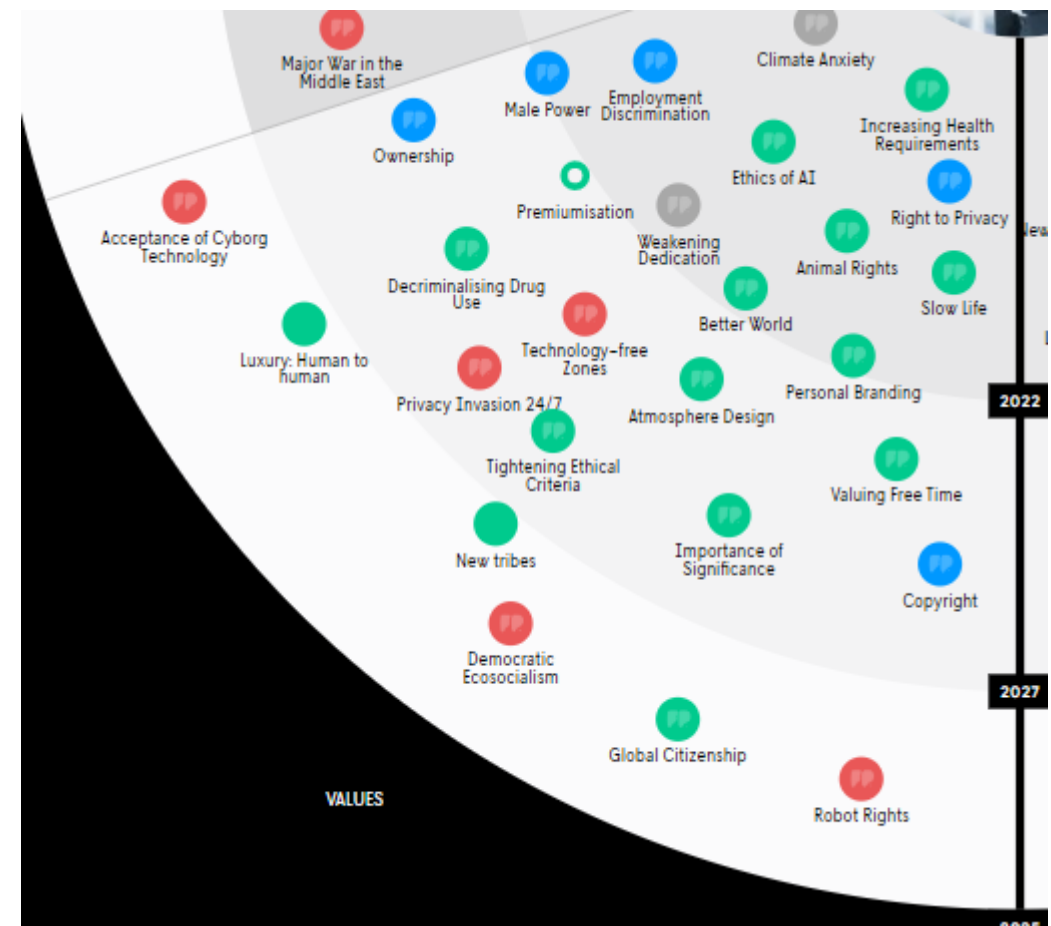 Major War in the
Middle East
Climate Anxiety
Male Power
Employment
Discrimination
Increasing Health
Requirements
Ownership
Ethics of AI
Premiumisation
Right to Privacy
New
Acceptance of Cyborg
Technology
Weakening
Dedication
Animal Rights
Decriminalising Drug
Use
Slow Life
Better World
Luxury: Human to
human
Technology-free
Zones
Personal Branding
2022
Privacy Invasion 24/7
Atmosphere Design
Tightening Ethical
Criteria
Valuing Free Time
New tribes
Importance of
Significance
Copyright
Democratic
Ecosocialism
2027
Global Citizenship
VALUES
Robot Rights